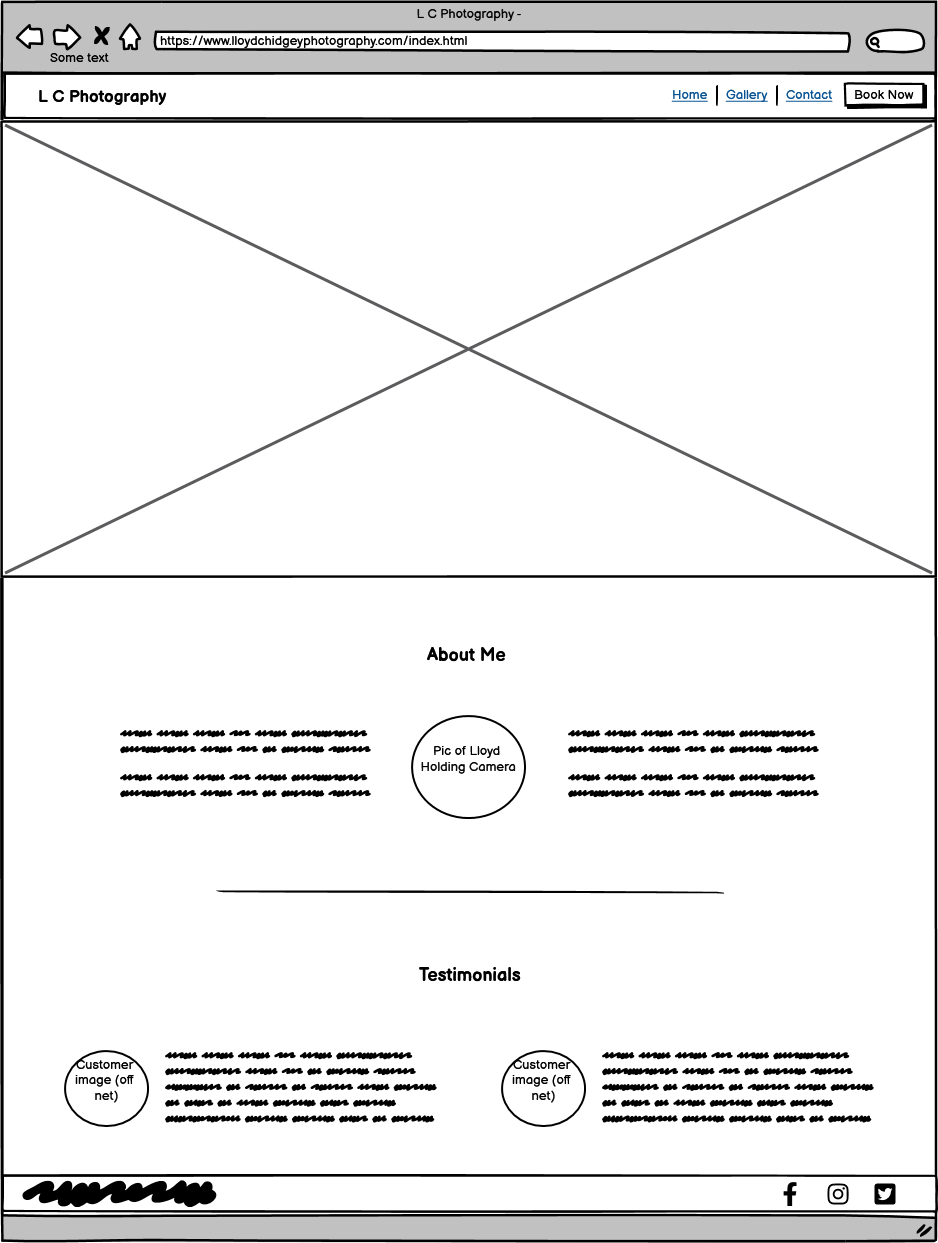 L C Photography -
https://www.lloydchidgeyphotography.com/index.html
Some text
L C Photography
Home
Gallery
Contact
Book Now
About Me
Pic of Lloyd
Holding Camera
Testimonials
Customer
image (off
net)
Customer
image (off
net)